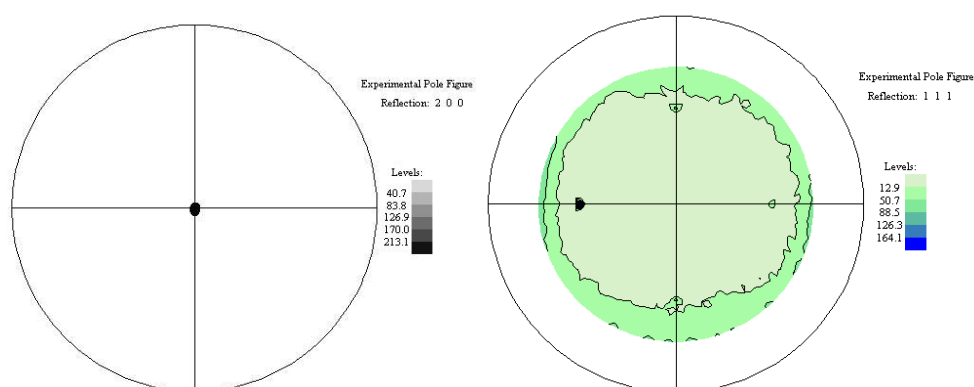 Experimental Pole Figure
Reflection: 2 0 0
Levels:
40.7
83.8
126.9
170.0
213.1
Experimental Pole Figure
Reflection: 1 1 1
Levels:
12.9
50.7
88.5
126.3
164.1